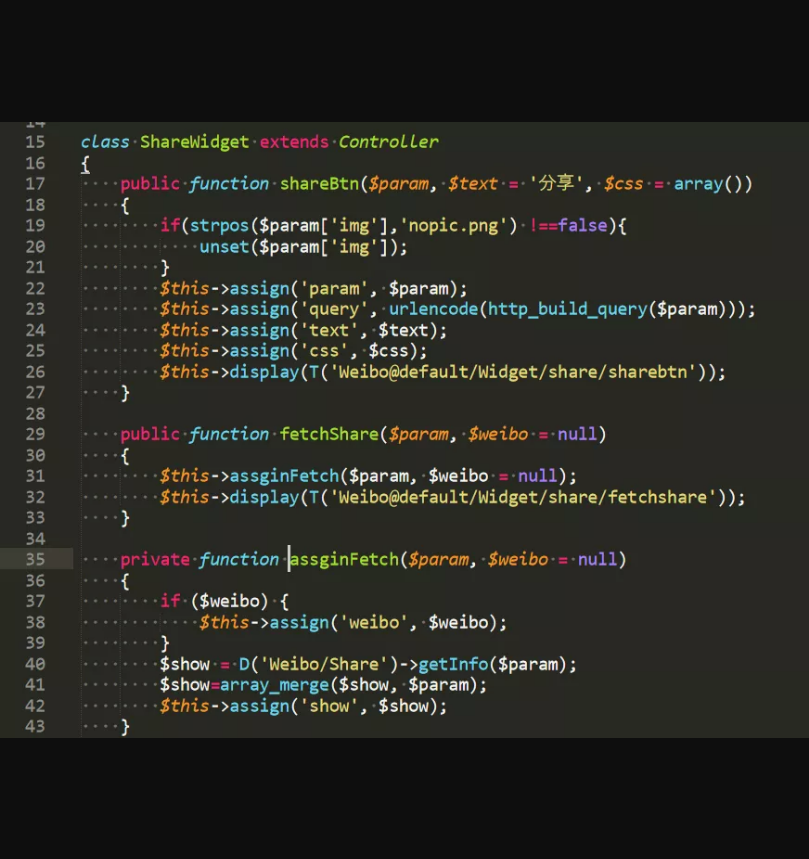 15 class ShareWidget extends Controller
16 {
17 public function shareBtn($param, $text = '分享', $css = array())
18 {
19 if(strpos($param['img'],'nopic.png') !==false){
20 unset($param['img']);
21 }
22 $this->assign('param', $param);
23 $this->assign('query', urlencode(http_build_query($param)));
24 $this->assign('text', $text);
25 $this->assign('css', $css);
26 $this->display(T('Weibo@default/Widget/share/sharebtn'));
27 }
28
29 public function fetchShare($param, $weibo = null)
30 {
31 $this->assginFetch($param, $weibo = null);
32 $this->display(T('Weibo@default/Widget/share/fetchshare'));
33 }
34
35 private function assginFetch($param, $weibo = null)
36 {
37 if ($weibo) {
38 $this->assign('weibo', $weibo);
39 }
40 $show = D('Weibo/Share')->getInfo($param);
41 $show=array_merge($show, $param);
42 $this->assign('show', $show);
43 }